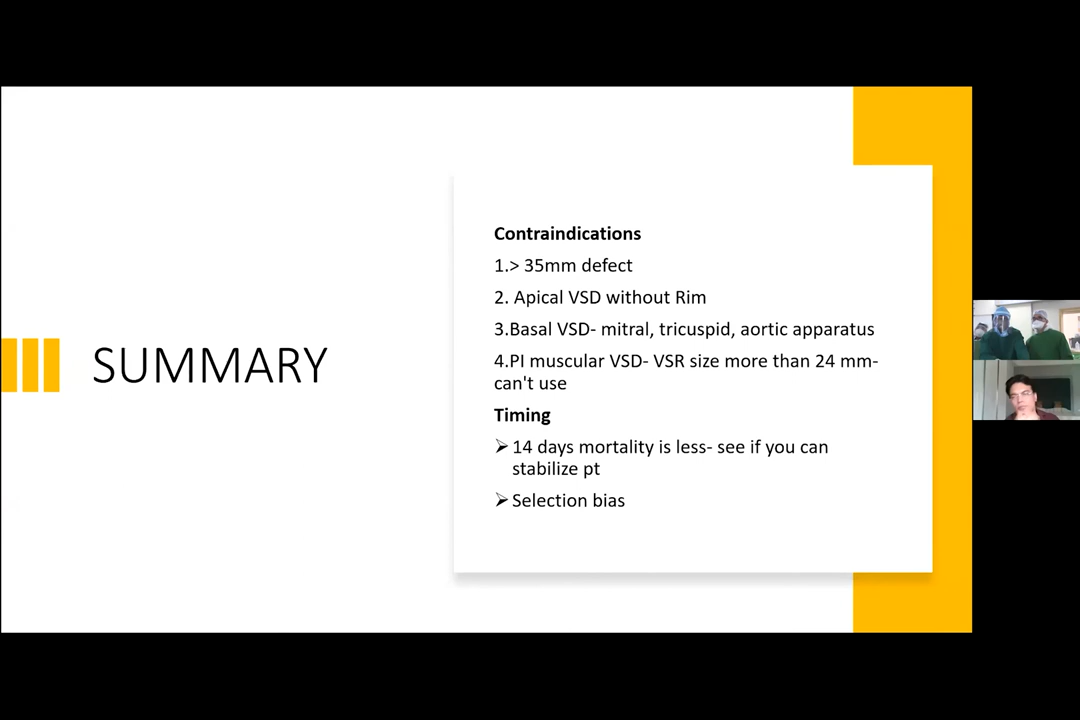 SUMMARY
Contraindications
1.> 35mm defect
2. Apical VSD without Rim
3.Basal VSD- mitral, tricuspid, aortic apparatus
4.PI muscular VSD- VSR size more than 24 mm-
can't use
Timing
➢ 14 days mortality is less- see if you can
stabilize pt
➢ Selection bias